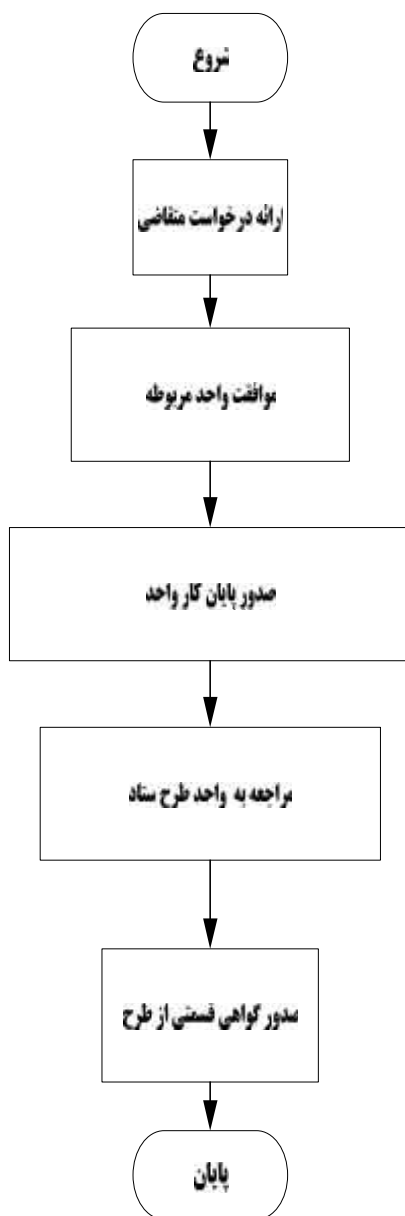 شروع
ارائه درخواست متقاضی
موافقت واحد مربوطه
صدور پایان کار واحد
مراجعه به واحد طرح ستاد
صدور گواهی قسمتی از طرح
پایان